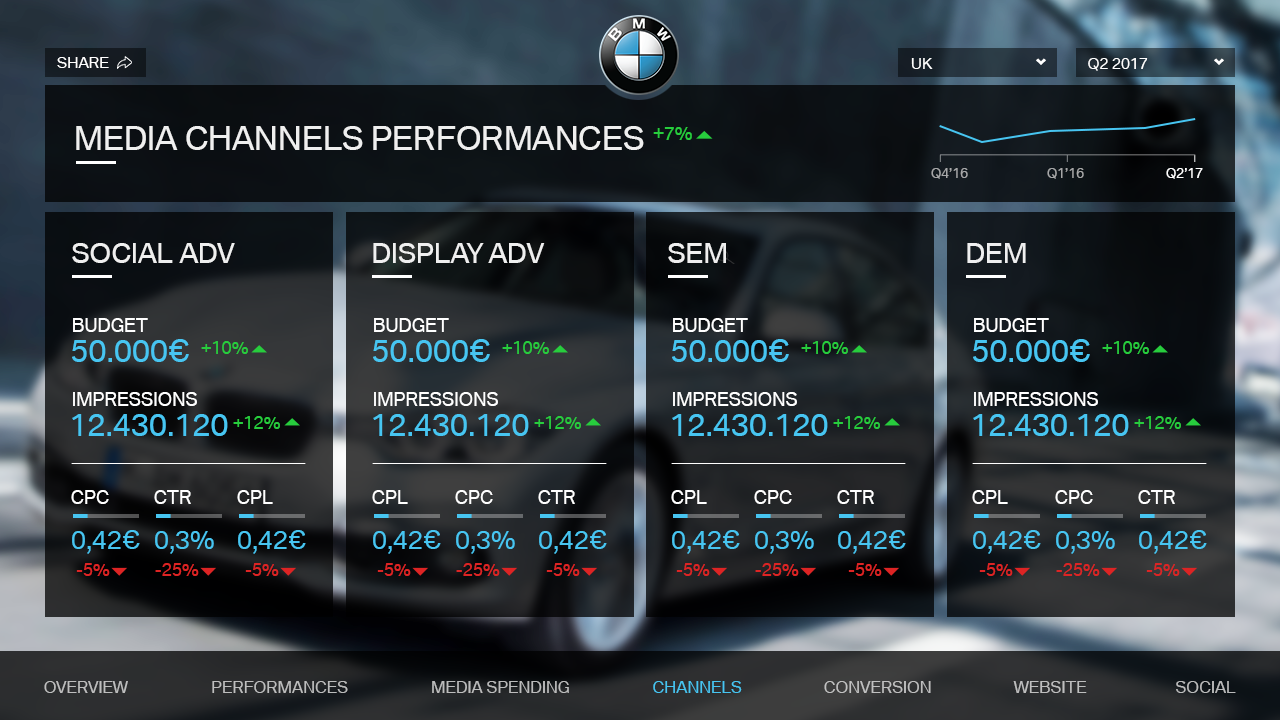 BMW
SHARE
UK
Q2 2017
MEDIA CHANNELS PERFORMANCES +7%
Q4'16 Q1'16 Q2'17
SOCIAL ADV
BUDGET
50.000€ +10%
IMPRESSIONS
12.430.120 +12%
CPC CTR CPL
0,42€ 0,3% 0,42€
-5% -25% -5%
DISPLAY ADV
BUDGET
50.000€ +10%
IMPRESSIONS
12.430.120 +12%
CPL CPC CTR
0,42€ 0,3% 0,42€
-5% -25% -5%
SEM
BUDGET
50.000€ +10%
IMPRESSIONS
12.430.120 +12%
CPL CPC CTR
0,42€ 0,3% 0,42€
-5% -25% -5%
DEM
BUDGET
50.000€ +10%
IMPRESSIONS
12.430.120 +12%
CPL CPC CTR
0,42€ 0,3% 0,42€
-5% -25% -5%
OVERVIEW PERFORMANCES MEDIA SPENDING CHANNELS CONVERSION WEBSITE SOCIAL